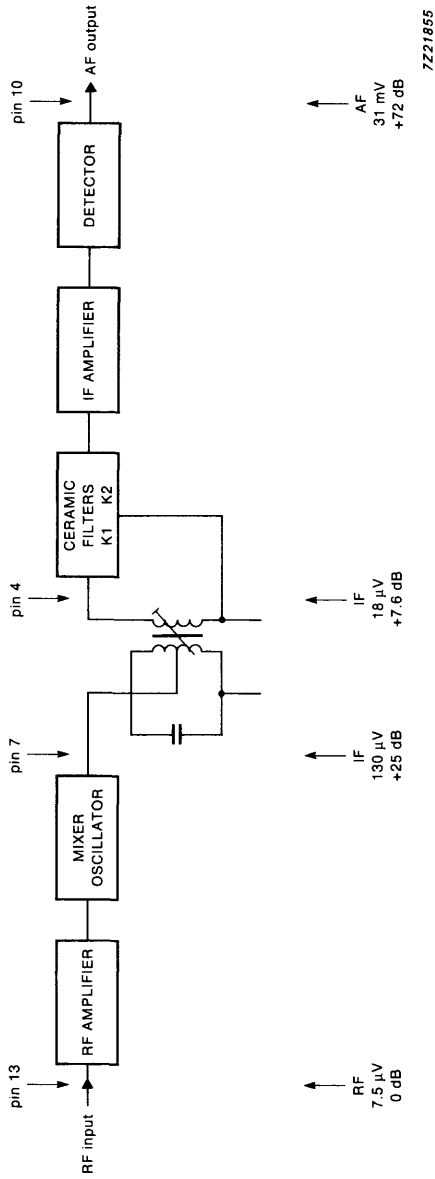 pin 13
pin 7
pin 4
pin 10
RF input
RF AMPLIFIER
MIXER
OSCILLATOR
CERAMIC
FILTERS
K1 K2
IF AMPLIFIER
DETECTOR
AF output
RF
7.5 µV
0 dB
IF
130 µV
+25 dB
IF
18 µV
+7.6 dB
AF
31 mV
+72 dB
7Z21855